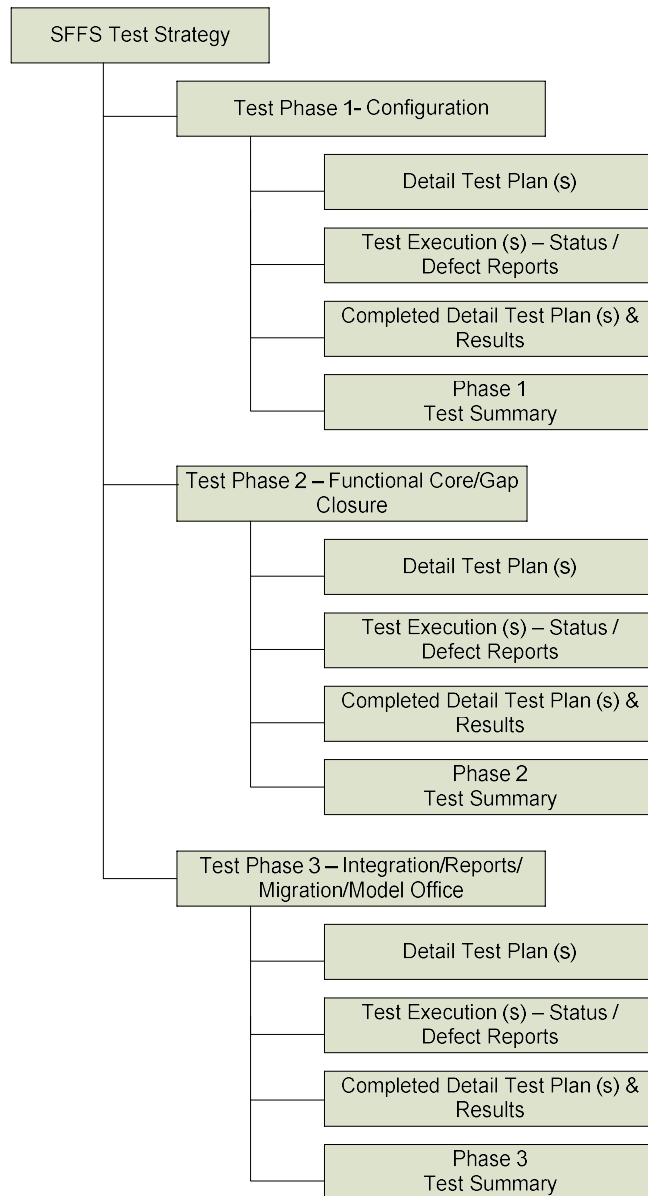 SFFS Test Strategy
Test Phase 1- Configuration
Detail Test Plan (s)
Test Execution (s) – Status /
Defect Reports
Completed Detail Test Plan (s) &
Results
Phase 1
Test Summary
Test Phase 2 – Functional Core/Gap
Closure
Detail Test Plan (s)
Test Execution (s) – Status /
Defect Reports
Completed Detail Test Plan (s) &
Results
Phase 2
Test Summary
Test Phase 3 – Integration/Reports/
Migration/Model Office
Detail Test Plan (s)
Test Execution (s) – Status /
Defect Reports
Completed Detail Test Plan (s) &
Results
Phase 3
Test Summary